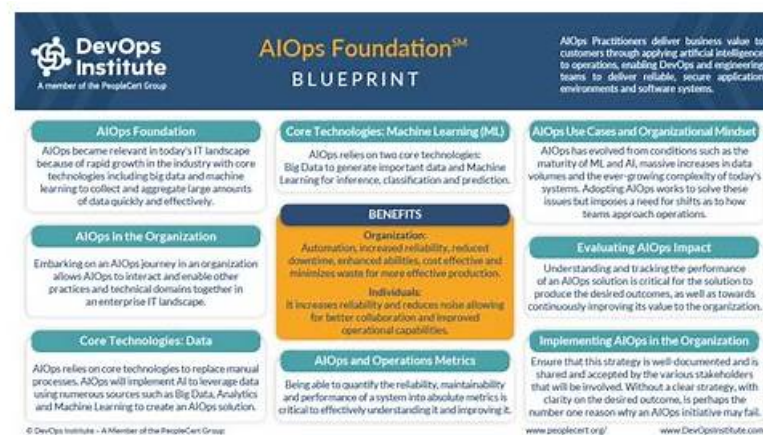 DevOps
Institute
A member of the PeopleCert Group
AIOps Foundation℠
BLUEPRINT
AIOps Practitioners deliver business value to
customers through applying artificial intelligence
to operations, enabling DevOps and engineering
teams to deliver reliable, secure application
environments and software systems.
AIOps Foundation
AIOps became relevant in today's IT landscape
because of rapid growth in the industry with core
technologies including big data and machine
learning to collect and aggregate large amounts
of data quickly and effectively.
AIOps in the Organization
Embarking on an AIOps journey in an organization
allows AIOps to interact and enable other
practices and technical domains together in
an enterprise IT landscape.
Core Technologies: Data
AIOps relies on core technologies to replace manual
processes. AIOps will implement AI to leverage data
using numerous sources such as Big Data, Analytics
and Machine Learning to create an AIOps solution.
Core Technologies: Machine Learning (ML)
AIOps relies on two core technologies:
Big Data to generate important data and Machine
Learning for inference, classification and prediction.
BENEFITS
Organization:
Automation, increased reliability, reduced
downtime, enhanced abilities, cost effective and
minimizes waste for more effective production.
Individuals:
It increases reliability and reduces noise allowing
for better collaboration and improved
operational capabilities.
AIOps and Operations Metrics
Being able to quantify the reliability, maintainability
and performance of a system into absolute metrics is
critical to effectively understanding it and improving it.
AIOps Use Cases and Organizational Mindset
AIOps has evolved from conditions such as the
maturity of ML and AI, massive increases in data
volumes and the ever-growing complexity of today's
systems. Adopting AIOps works to solve these
issues but imposes a need for shifts as to how
teams approach operations.
Evaluating AIOps Impact
Understanding and tracking the performance
of an AIOps solution is critical for the solution to
produce the desired outcomes, as well as towards
continuously improving its value to the organization.
Implementing AIOps in the Organization
Ensure that this strategy is well-documented and is
shared and accepted by the various stakeholders
that will be involved. Without a clear strategy, with
clarity on the desired outcome, is perhaps the
number one reason why an AIOps initiative may fail.
© DevOps Institute - A Member of the PeopleCert Group
www.peoplecert.org/
www.DevOpsInstitute.com